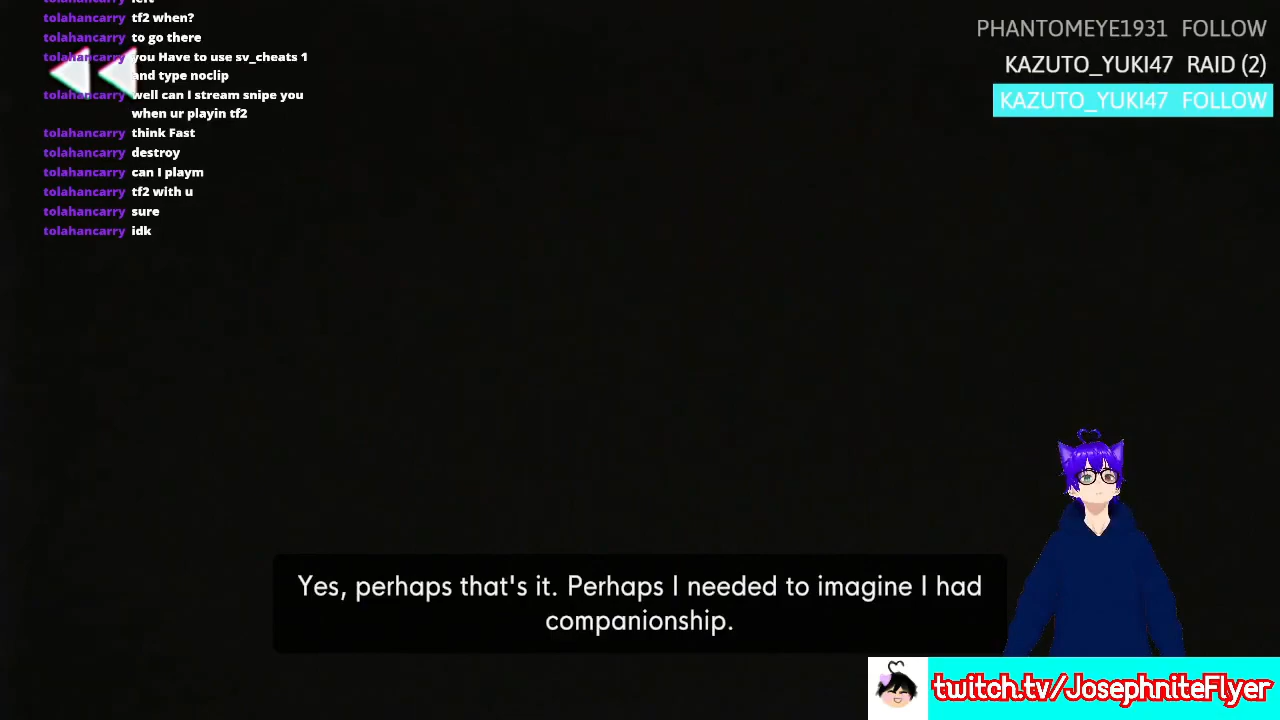 left
tolahancarry tf2 when?
tolahancarry to go there
tolahancarry you Have to use sv_cheats 1
and type noclip
tolahancarry well can I stream snipe you
when ur playin tf2
tolahancarry think Fast
tolahancarry destroy
tolahancarry can I playm
tolahancarry tf2 with u
tolahancarry sure
tolahancarry idk
PHANTOMEYE1931 FOLLOW
KAZUTO_YUKI47 RAID (2)
KAZUTO_YUKI47 FOLLOW
Yes, perhaps that's it. Perhaps I needed to imagine I had
companionship.
twitch.tv/JosephniteFlyer